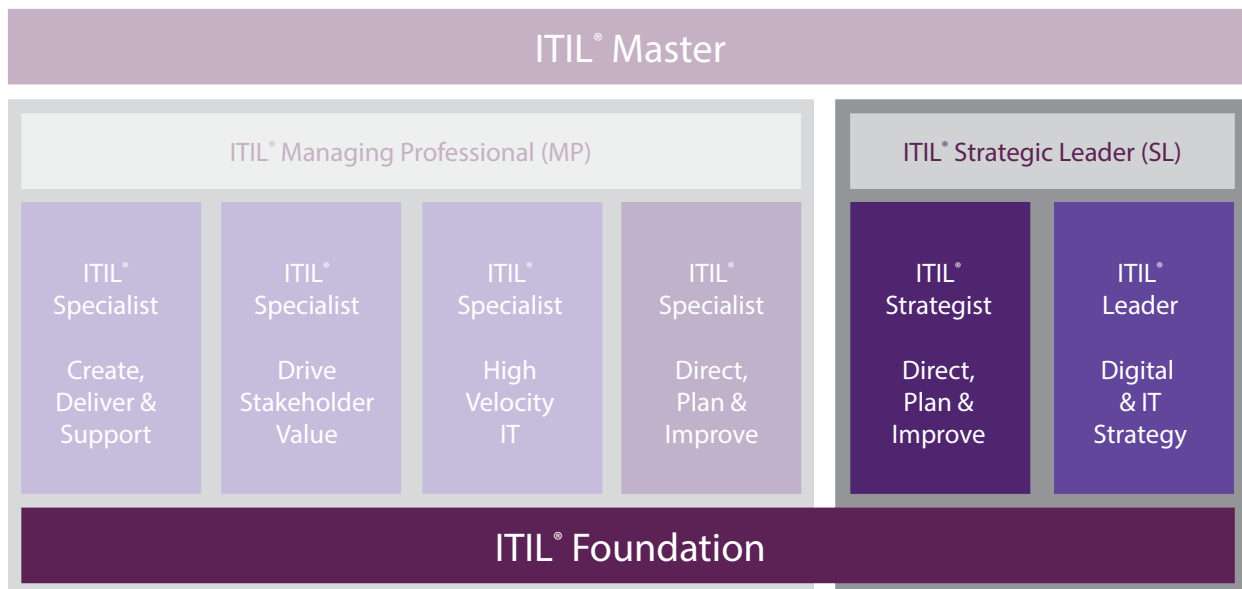 ITIL® Master
ITIL® Managing Professional (MP)
ITIL® Strategic Leader (SL)
ITIL®
Specialist
Create,
Deliver &
Support
ITIL®
Specialist
Drive
Stakeholder
Value
ITIL®
Specialist
High
Velocity
IT
ITIL®
Specialist
Direct,
Plan &
Improve
ITIL®
Strategist
Direct,
Plan &
Improve
ITIL®
Leader
Digital
& IT
Strategy
ITIL® Foundation